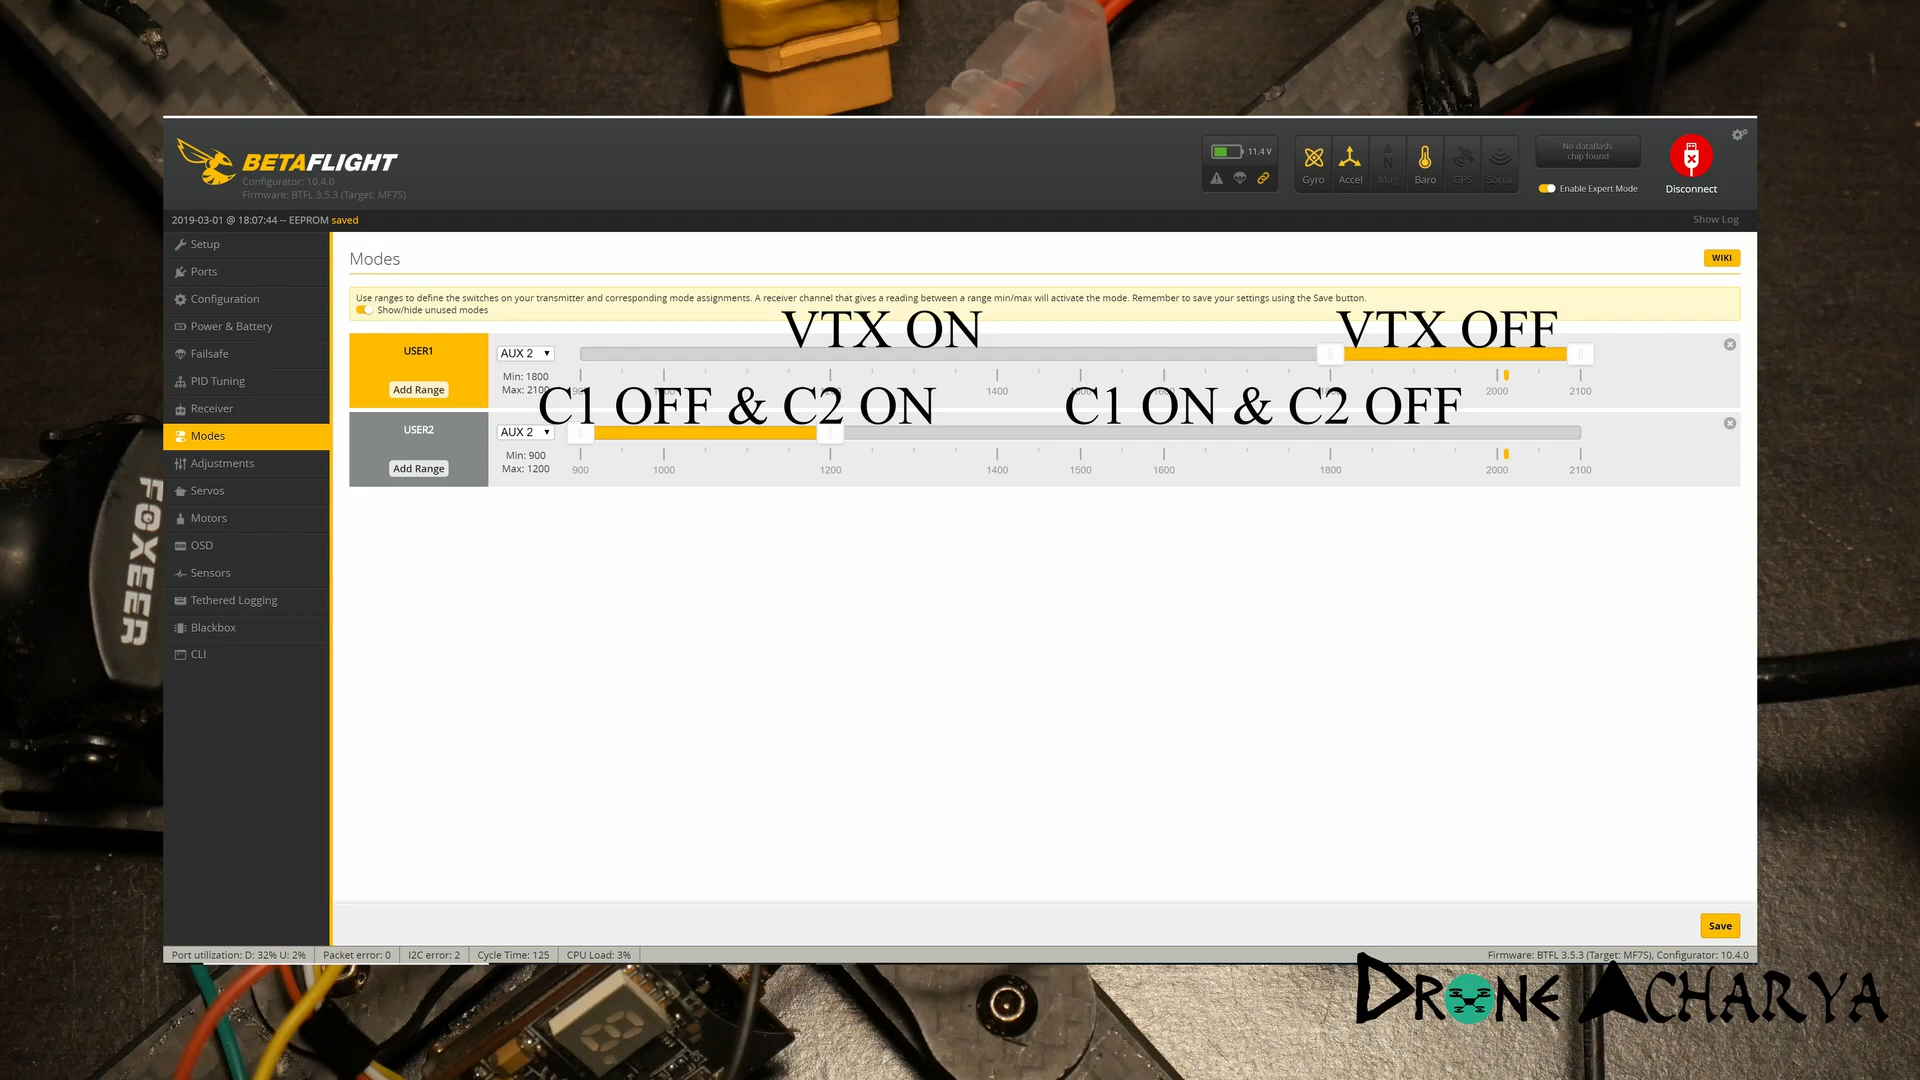 BETAFLIGHT
Configurator: 10.4.0
Firmware: BTFL 3.5.3 (Target: MF7S)
11.4 V
Gyro Accel Mag Baro GPS Sonar
No dataflash
chip found
Enable Expert Mode
Disconnect
2019-03-01 @ 18:07:44 -- EEPROM saved
Show Log
Setup
Ports
Configuration
Power & Battery
Failsafe
PID Tuning
Receiver
Modes
Adjustments
Servos
Motors
OSD
Sensors
Tethered Logging
Blackbox
CLI
Modes
WIKI
Use ranges to define the switches on your transmitter and corresponding mode assignments. A receiver channel that gives a reading between a range min/max will activate the mode. Remember to save your settings using the Save button.
Show/hide unused modes
VTX ON VTX OFF
USER1
AUX 2
Min: 1800
Max: 2100
Add Range
1400 2000 2100
C1 OFF & C2 ON C1 ON & C2 OFF
USER2
AUX 2
Min: 900
Max: 1200
Add Range
900 1000 1200 1400 1500 1600 1800 2000 2100
Save
Port utilization: D: 32% U: 2% Packet error: 0 I2C error: 2 Cycle Time: 125 CPU Load: 3%
Firmware: BTFL 3.5.3 (Target: MF7S), Configurator: 10.4.0
FOXEER
DRONE ACHARYA